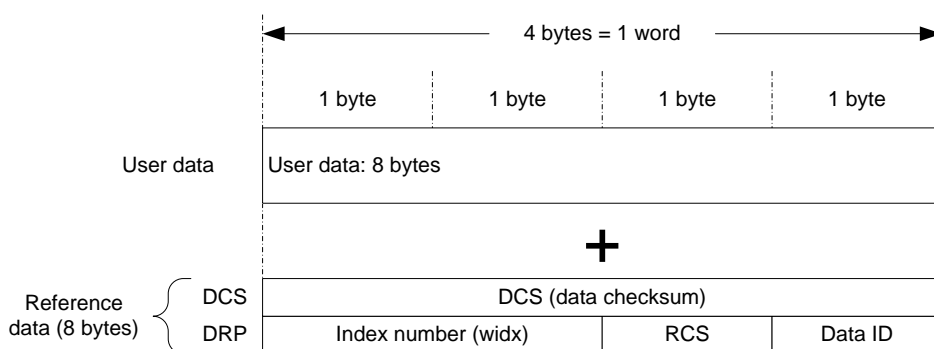 4 bytes = 1 word
1 byte 1 byte 1 byte 1 byte
User data User data: 8 bytes
+
Reference data (8 bytes)
DCS DCS (data checksum)
DRP Index number (widx) RCS Data ID